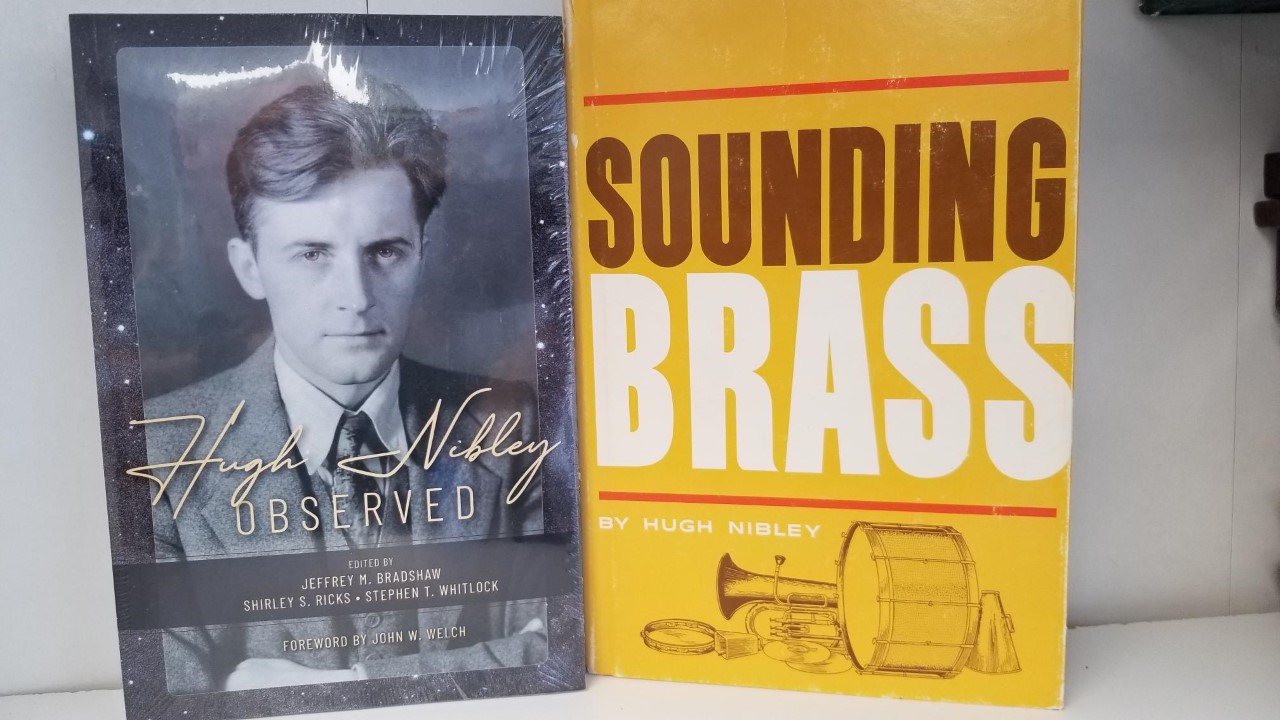 Hugh Nibley
OBSERVED
EDITED BY
JEFFREY M. BRADSHAW
SHIRLEY S. RICKS • STEPHEN T. WHITLOCK
FOREWORD BY JOHN W. WELCH
SOUNDING
BRASS
BY HUGH NIBLEY